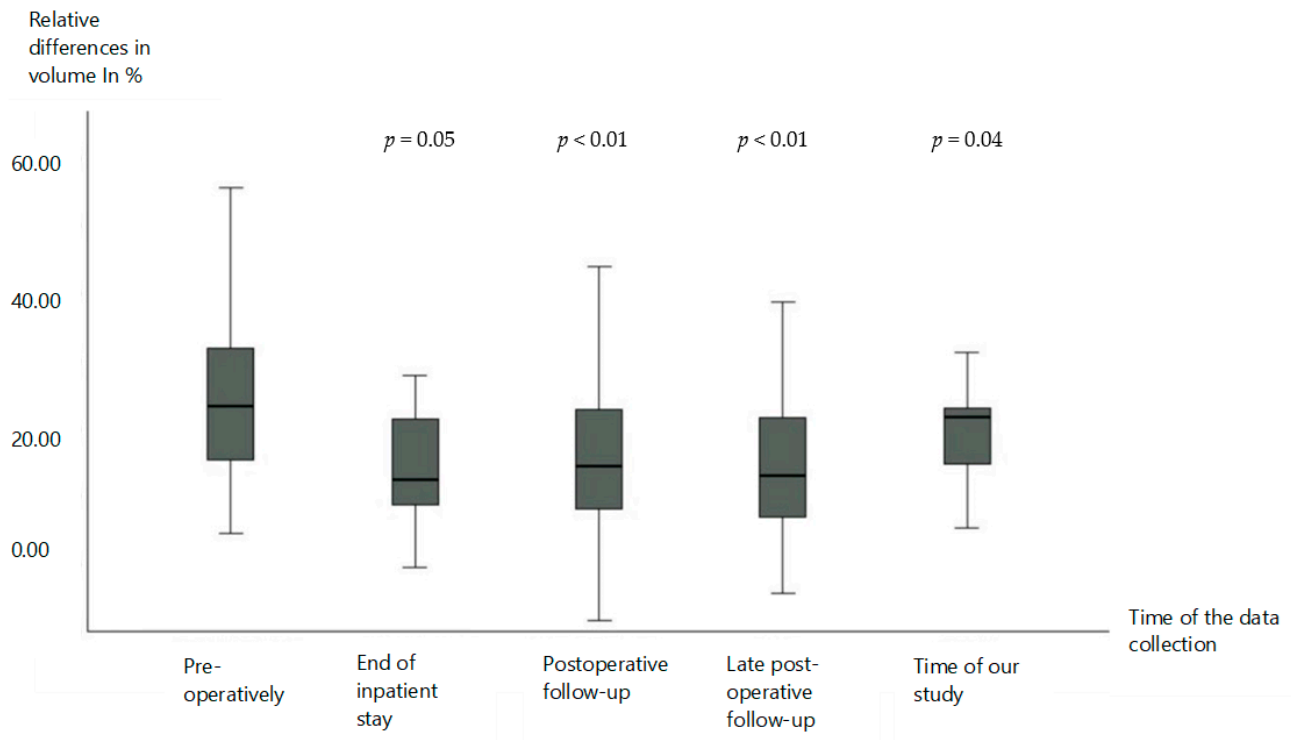 Relative
differences in
volume In %
p = 0.05
p < 0.01
p < 0.01
p = 0.04
60.00
40.00
20.00
0.00
Time of the data
collection
Pre-
operatively
End of
inpatient
stay
Postoperative
follow-up
Late post-
operative
follow-up
Time of our
study